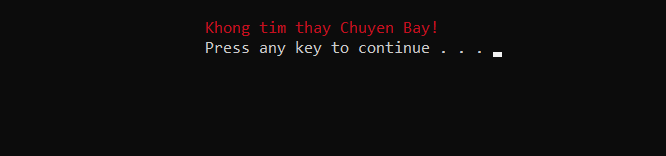 Khong tim thay Chuyen Bay!
Press any key to continue . . .